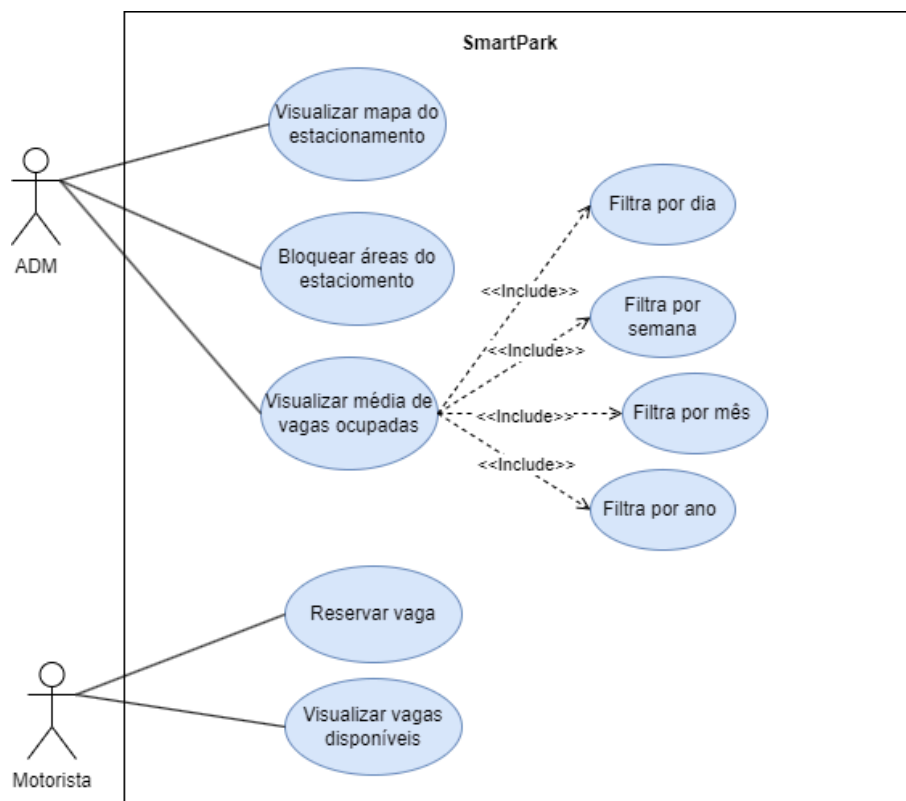 SmartPark
Visualizar mapa do
estacionamento
ADM
Bloquear áreas do
estaciomento
Visualizar média de
vagas ocupadas
<<Include>>
<<Include>>
<<Include>>
<<Include>>
Filtra por dia
Filtra por
semana
Filtra por mês
Filtra por ano
Reservar vaga
Visualizar vagas
disponíveis
Motorista